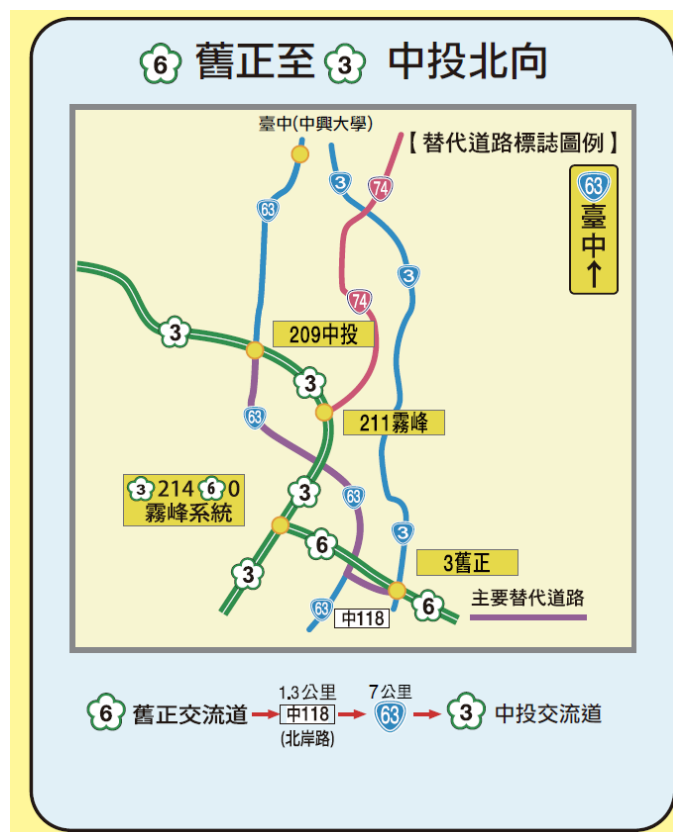 6 舊正至 3 中投北向
臺中(中興大學)
【替代道路標誌圖例】
63
臺
中
↑
3
74
63
3
74
3
209中投
3
211霧峰
63
3 214 6 0
霧峰系統
3
63
6
3
3
3舊正
63
中118
6
主要替代道路
1.3公里
7公里
6 舊正交流道 → 中118 → 63 → 3 中投交流道
(北岸路)